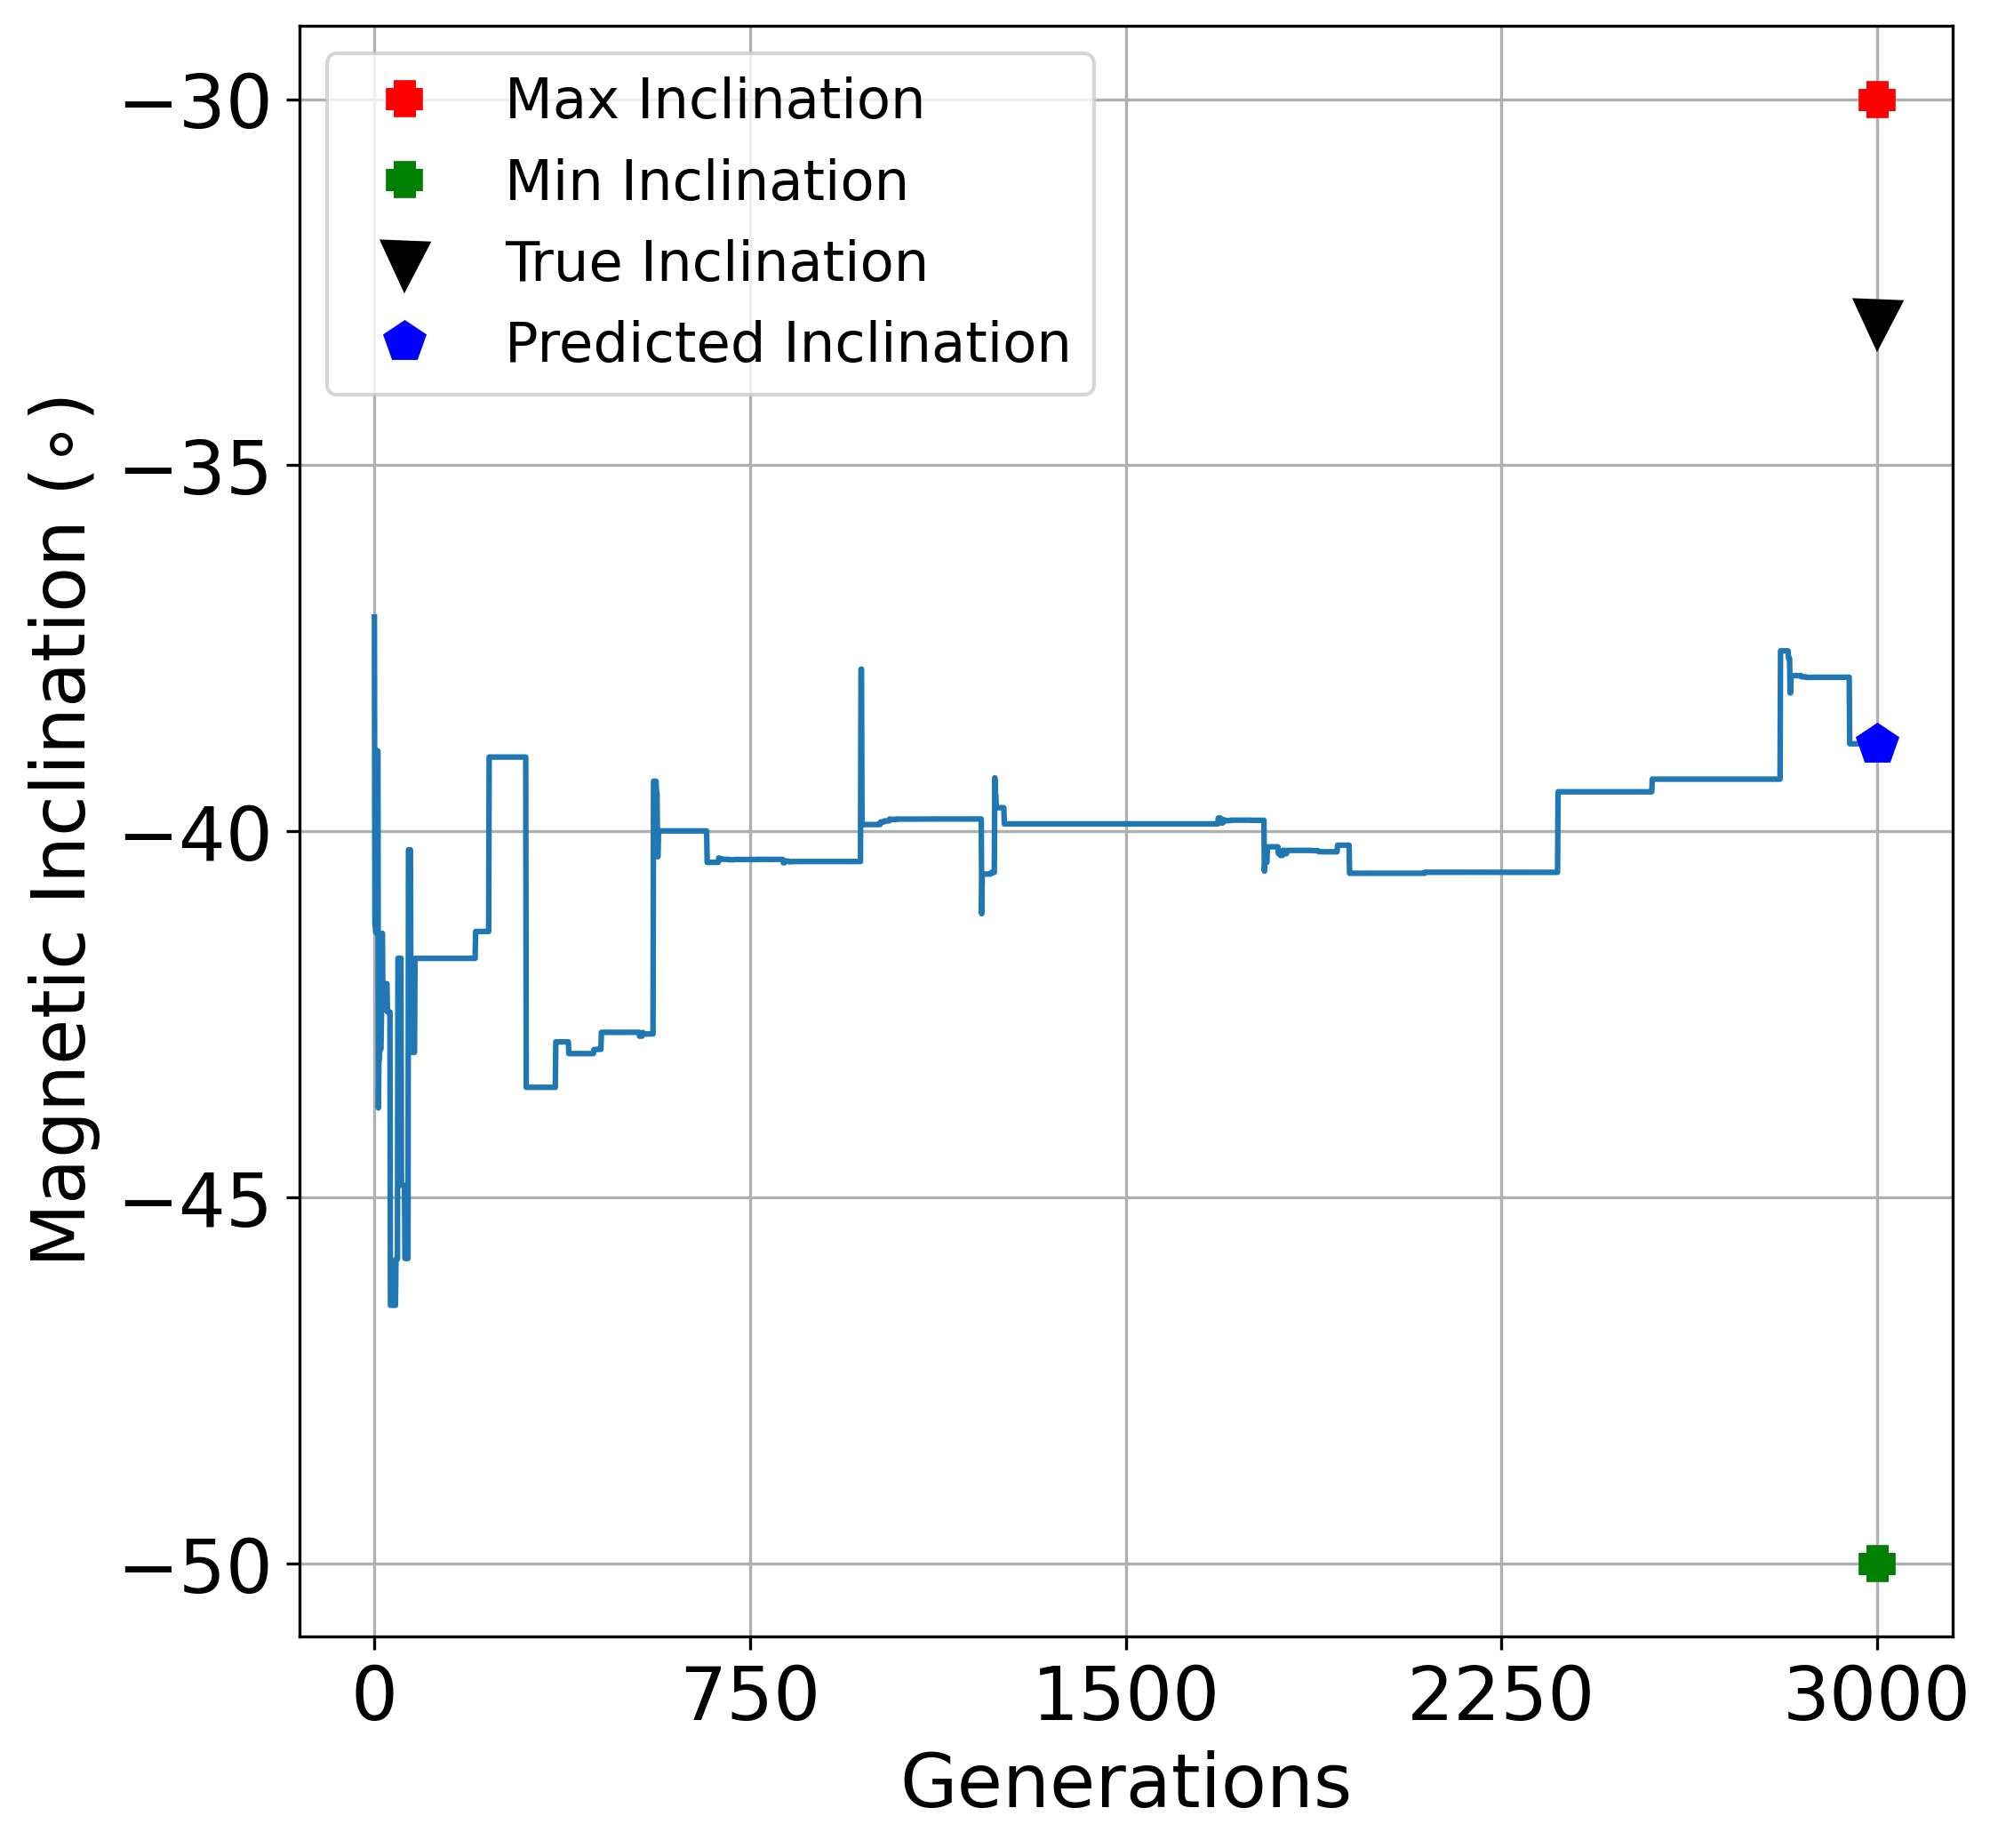 Max Inclination
Min Inclination
True Inclination
Predicted Inclination
Magnetic Inclination (∘)
−30
−35
−40
−45
−50
0 750 1500 2250 3000
Generations